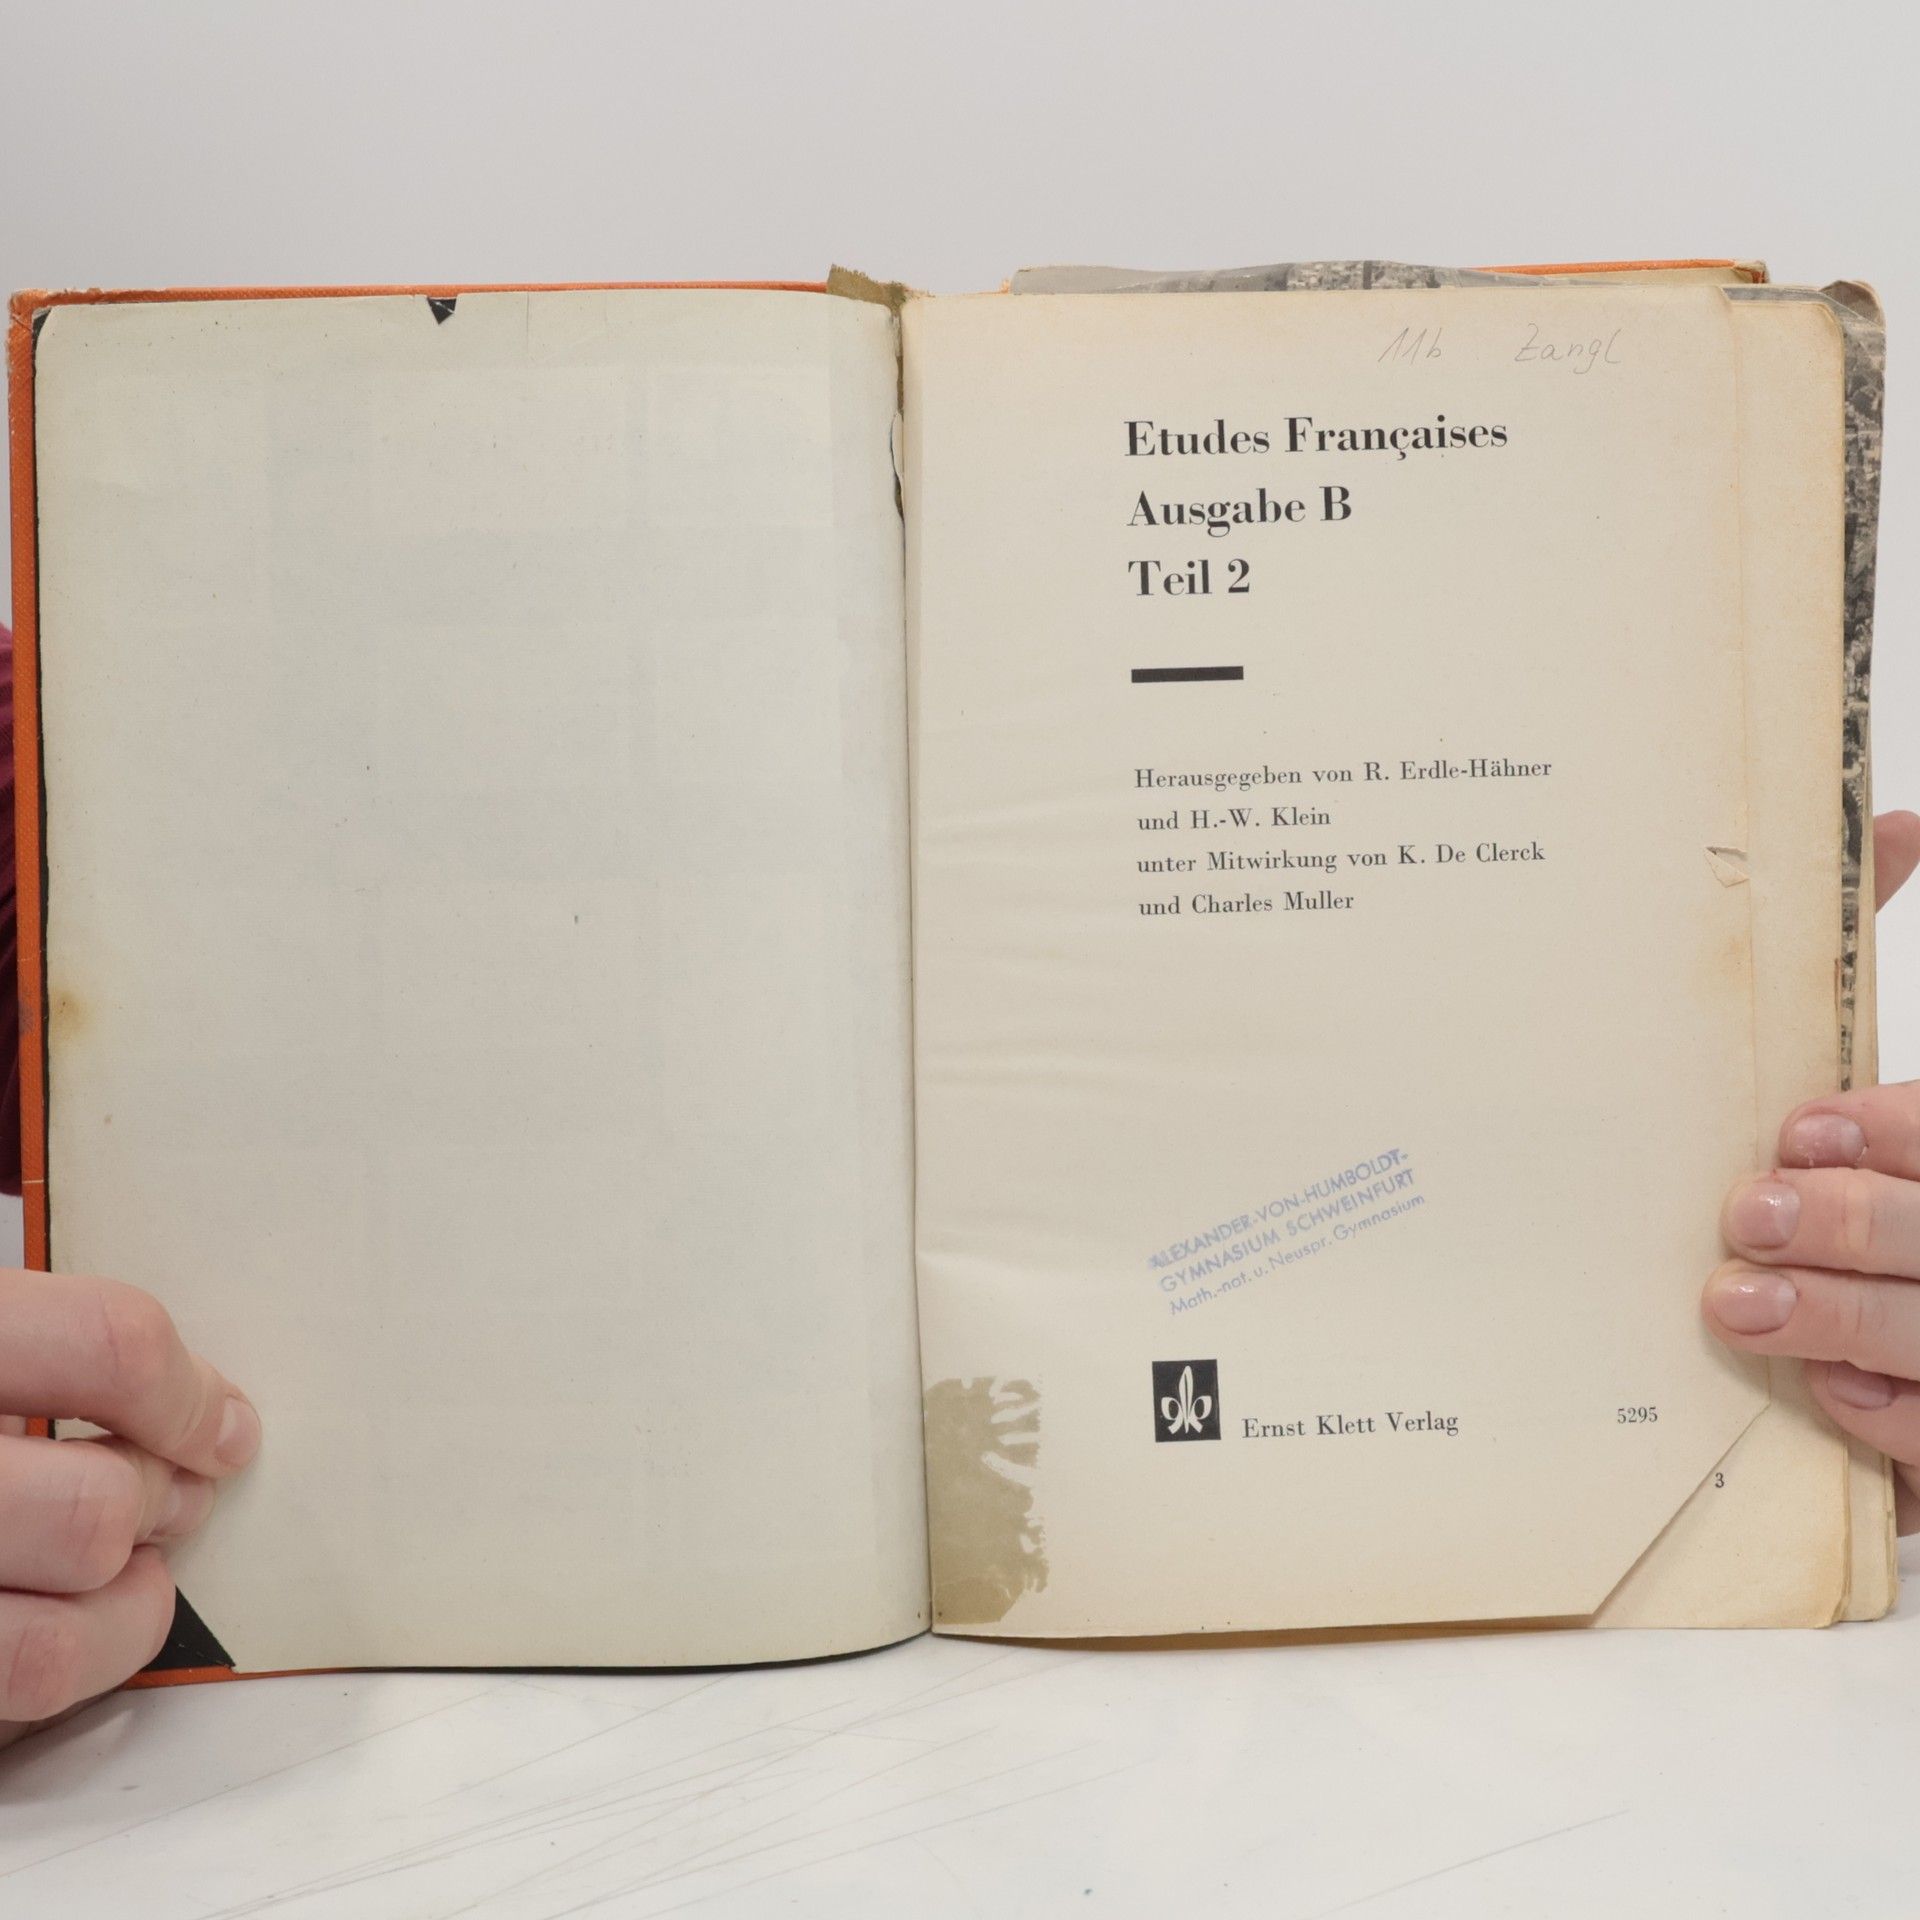 11b Zangl
Etudes Françaises
Ausgabe B
Teil 2
Herausgegeben von R. Erdle-Hähner
und H.-W. Klein
unter Mitwirkung von K. De Clerck
und Charles Muller
ALEXANDER-VON-HUMBOLDT-
GYMNASIUM SCHWEINFURT
Math.-nat. u. Neuspr. Gymnasium
Ernst Klett Verlag 5295
3